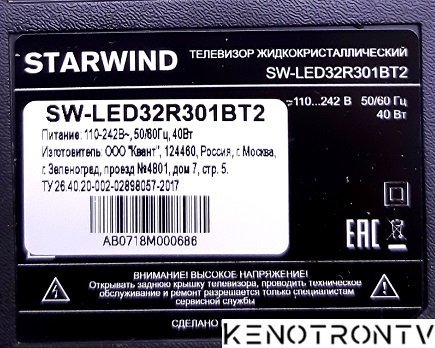 STARWIND
ТЕЛЕВИЗОР ЖИДКОКРИСТАЛЛИЧЕСКИЙ
SW-LED32R301BT2
~110...242 В 50/60 Гц
40 Вт
SW-LED32R301BT2
Питание: 110-242В~, 50/60Гц, 40Вт
Изготовитель: ООО "Квант", 124460, Россия, г. Москва,
г. Зеленоград, проезд №4801, дом 7, стр. 5.
ТУ 26.40.20-002-02898057-2017
AB0718M000686
EAC
ВНИМАНИЕ! ВЫСОКОЕ НАПРЯЖЕНИЕ!
Открывать заднюю крышку телевизора, проводить техническое
обслуживание и ремонт разрешается только специалистам
сервисной службы
СДЕЛАНО
KENOTRONTV